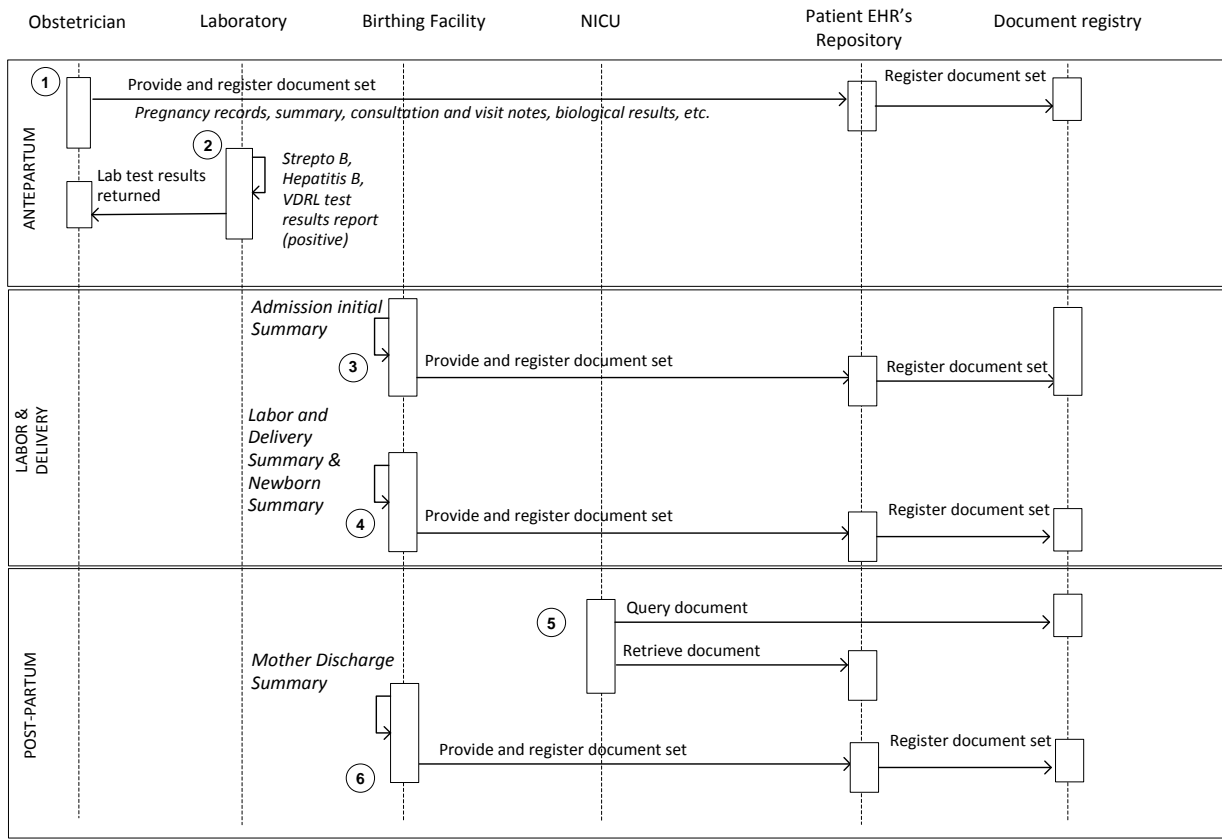 Obstetrician
Laboratory
Birthing Facility
NICU
Patient EHR's
Repository
Document registry
ANTEPARTUM
1
Provide and register document set
Register document set
Pregnancy records, summary, consultation and visit notes, biological results, etc.
2
Strepto B,
Hepatitis B,
VDRL test
results report
(positive)
Lab test results
returned
LABOR &
DELIVERY
Admission initial
Summary
3
Provide and register document set
Register document set
Labor and
Delivery
Summary &
Newborn
Summary
4
Provide and register document set
Register document set
POST-PARTUM
5
Query document
Retrieve document
Mother Discharge
Summary
6
Provide and register document set
Register document set